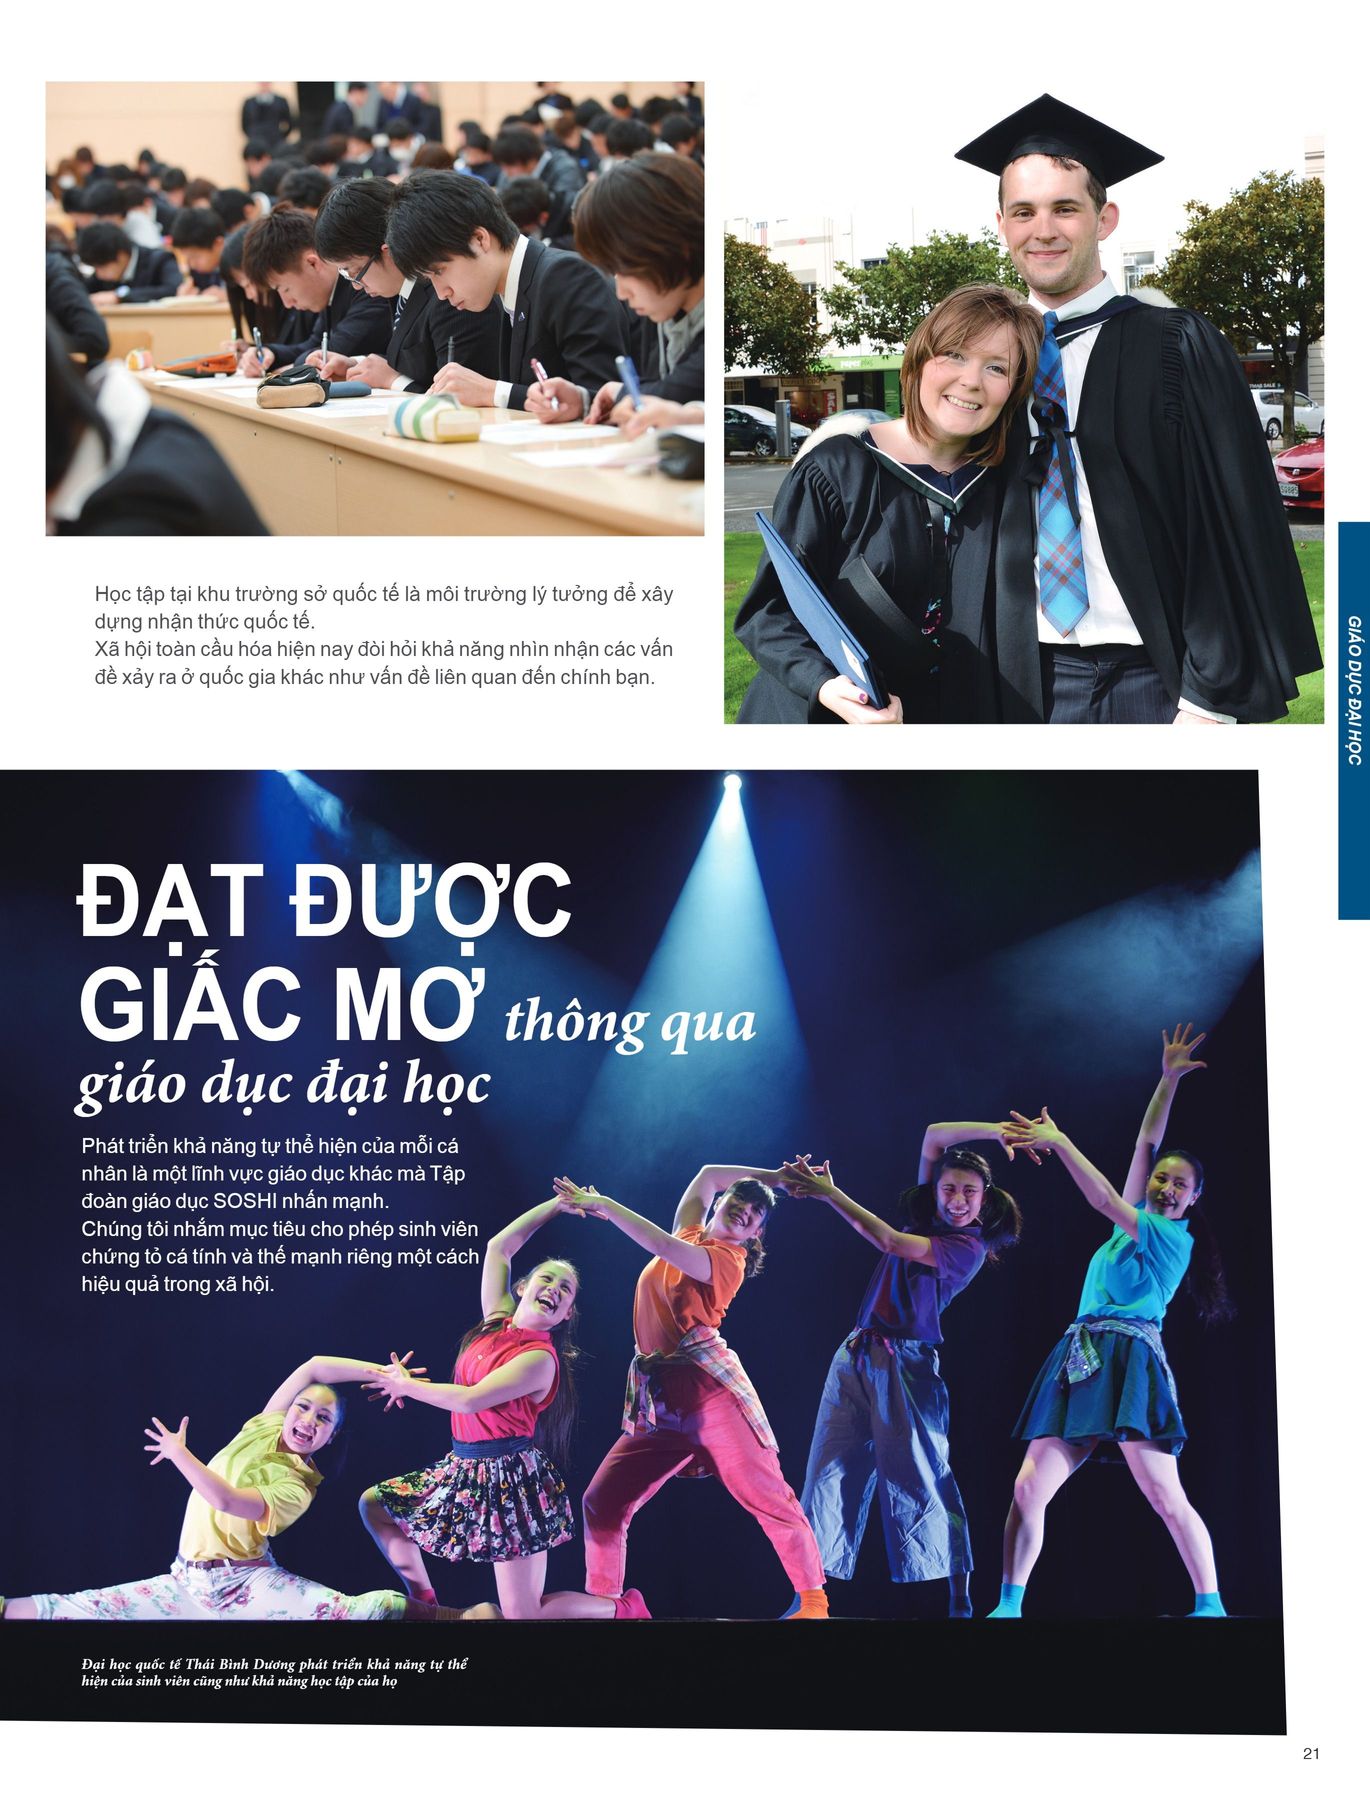 Học tập tại khu trường sở quốc tế là môi trường lý tưởng để xây
dựng nhận thức quốc tế.
Xã hội toàn cầu hóa hiện nay đòi hỏi khả năng nhìn nhận các vấn
đề xảy ra ở quốc gia khác như vấn đề liên quan đến chính bạn.
GIÁO DỤC ĐẠI HỌC
ĐẠT ĐƯỢC
GIẤC MƠ thông qua
giáo dục đại học
Phát triển khả năng tự thể hiện của mỗi cá
nhân là một lĩnh vực giáo dục khác mà Tập
đoàn giáo dục SOSHI nhấn mạnh.
Chúng tôi nhắm mục tiêu cho phép sinh viên
chứng tỏ cá tính và thế mạnh riêng một cách
hiệu quả trong xã hội.
Đại học quốc tế Thái Bình Dương phát triển khả năng tự thể
hiện của sinh viên cũng như khả năng học tập của họ
21